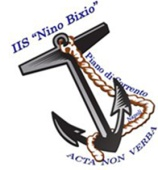 IIS "Nino Bixio"
Piano di Sorrento
ACTA NON VERBA